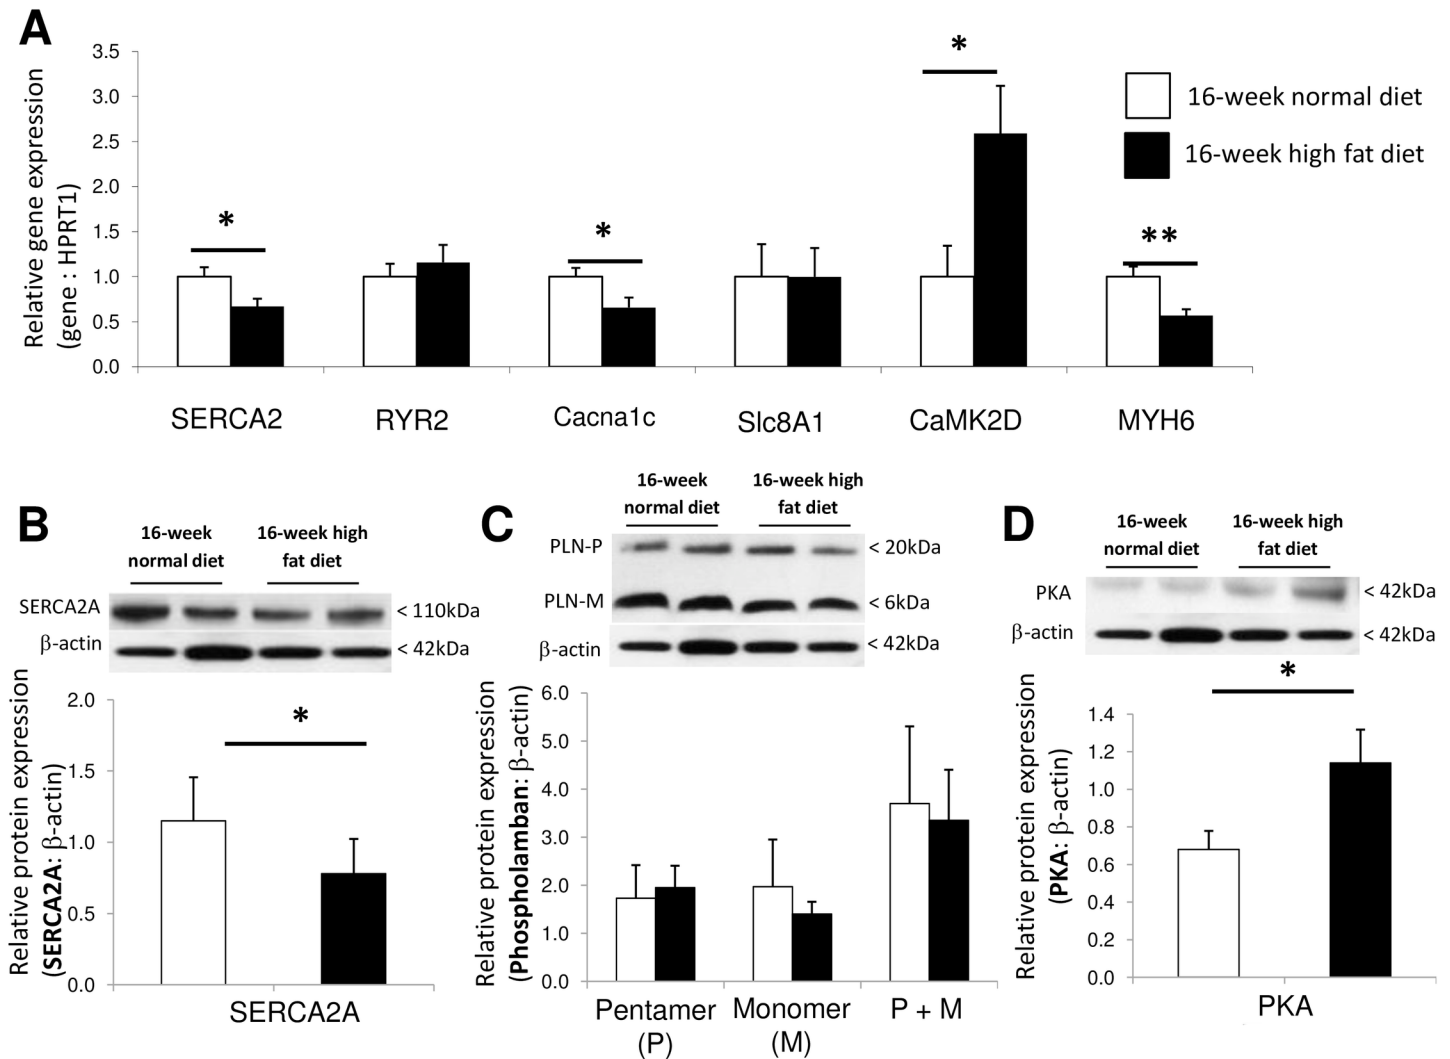 A
Relative gene expression
(gene : HPRT1)
3.5
3.0
2.5
2.0
1.5
1.0
0.5
0.0
*
*
*
**
16-week normal diet
16-week high fat diet
SERCA2
RYR2
Cacna1c
Slc8A1
CaMK2D
MYH6
B
16-week
normal diet
16-week high
fat diet
SERCA2A
< 110kDa
β-actin
< 42kDa
Relative protein expression
(SERCA2A: β-actin)
2.0
1.5
1.0
0.5
0.0
*
SERCA2A
C
16-week
normal diet
16-week high
fat diet
PLN-P
< 20kDa
PLN-M
< 6kDa
β-actin
< 42kDa
Relative protein expression
(Phospholamban: β-actin)
6.0
5.0
4.0
3.0
2.0
1.0
0.0
Pentamer
(P)
Monomer
(M)
P + M
D
16-week
normal diet
16-week high
fat diet
PKA
< 42kDa
β-actin
< 42kDa
Relative protein expression
(PKA: β-actin)
1.4
1.2
1.0
0.8
0.6
0.4
0.2
0.0
*
PKA